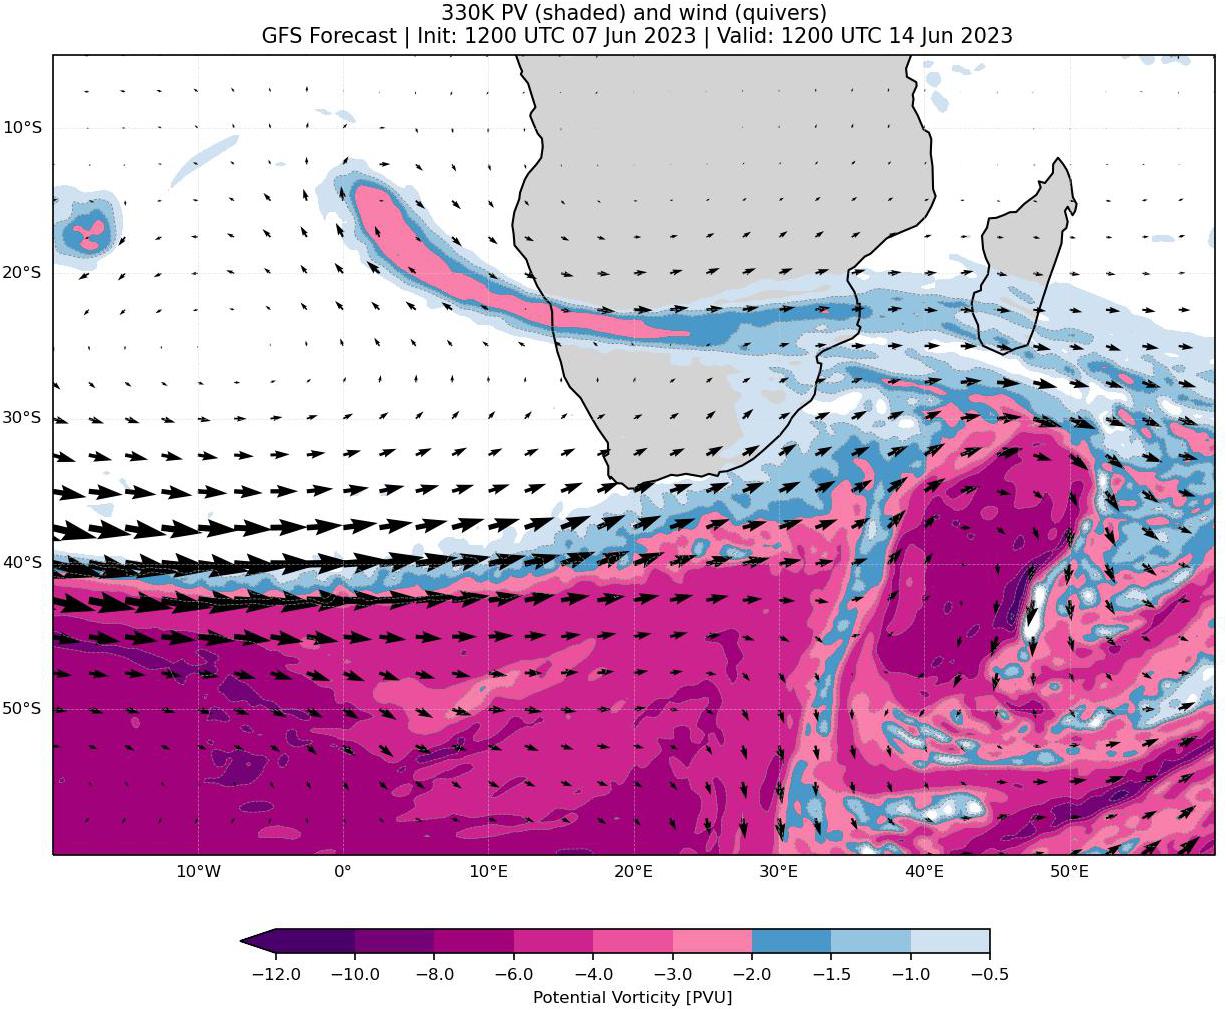 330K PV (shaded) and wind (quivers)
GFS Forecast | Init: 1200 UTC 07 Jun 2023 | Valid: 1200 UTC 14 Jun 2023
10°S
20°S
30°S
40°S
50°S
10°W 0° 10°E 20°E 30°E 40°E 50°E
−12.0 −10.0 −8.0 −6.0 −4.0 −3.0 −2.0 −1.5 −1.0 −0.5
Potential Vorticity [PVU]